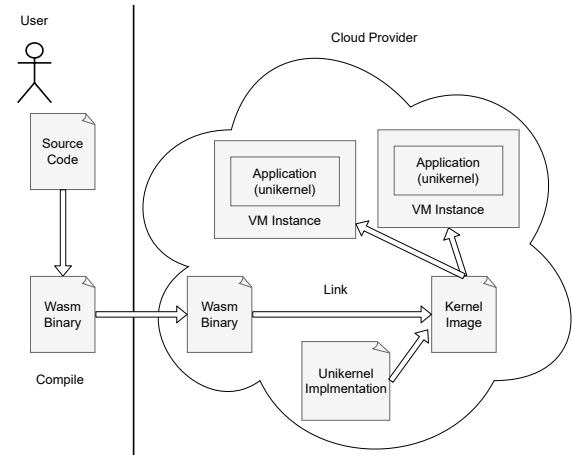 User
Cloud Provider
Source
Code
Application
(unikernel)
VM Instance
Application
(unikernel)
VM Instance
Wasm
Binary
Wasm
Binary
Link
Kernel
Image
Unikernel
Implmentation
Compile